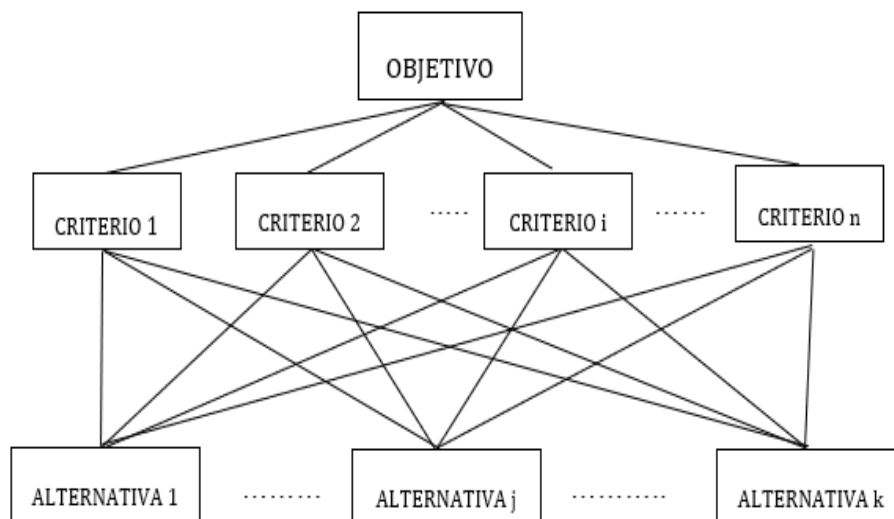 OBJETIVO
CRITERIO 1
CRITERIO 2
.....
CRITERIO i
......
CRITERIO n
ALTERNATIVA 1
.........
ALTERNATIVA j
...........
ALTERNATIVA k